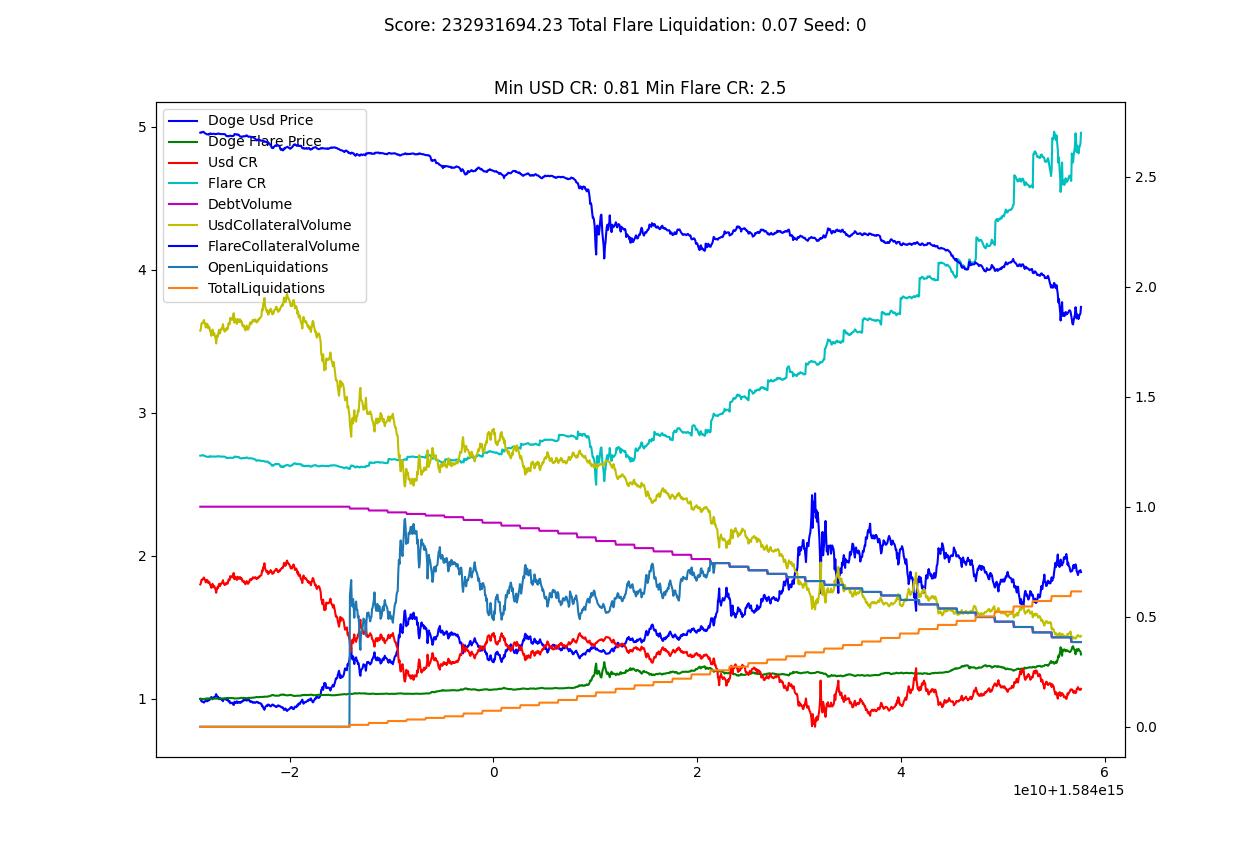 Score: 232931694.23 Total Flare Liquidation: 0.07 Seed: 0
Min USD CR: 0.81 Min Flare CR: 2.5
Doge Usd Price
Doge Flare Price
Usd CR
Flare CR
DebtVolume
UsdCollateralVolume
FlareCollateralVolume
OpenLiquidations
TotalLiquidations
5
4
3
2
1
2.5
2.0
1.5
1.0
0.5
0.0
−2
0
2
4
6
1e10+1.584e15